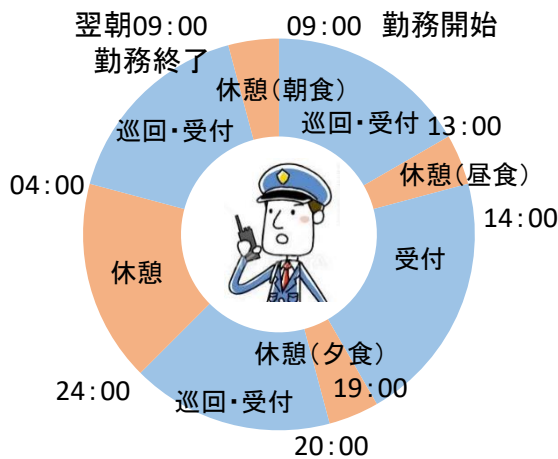 翌朝09:00
勤務終了
09:00 勤務開始
休憩(朝食)
巡回・受付
13:00
休憩(昼食)
14:00
受付
休憩(夕食)
19:00
20:00
巡回・受付
24:00
休憩
04:00
巡回・受付